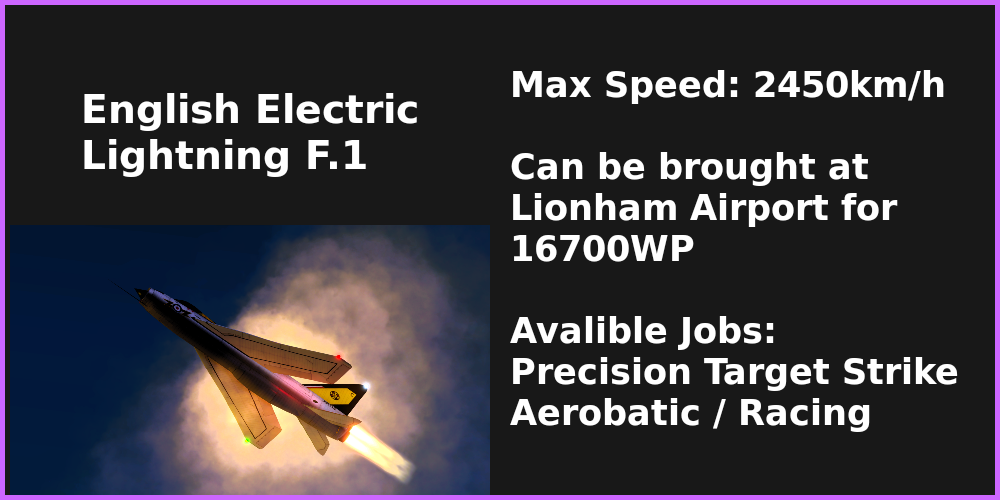 English Electric
Lightning F.1
Max Speed: 2450km/h
Can be brought at
Lionham Airport for
16700WP
Avalible Jobs:
Precision Target Strike
Aerobatic / Racing